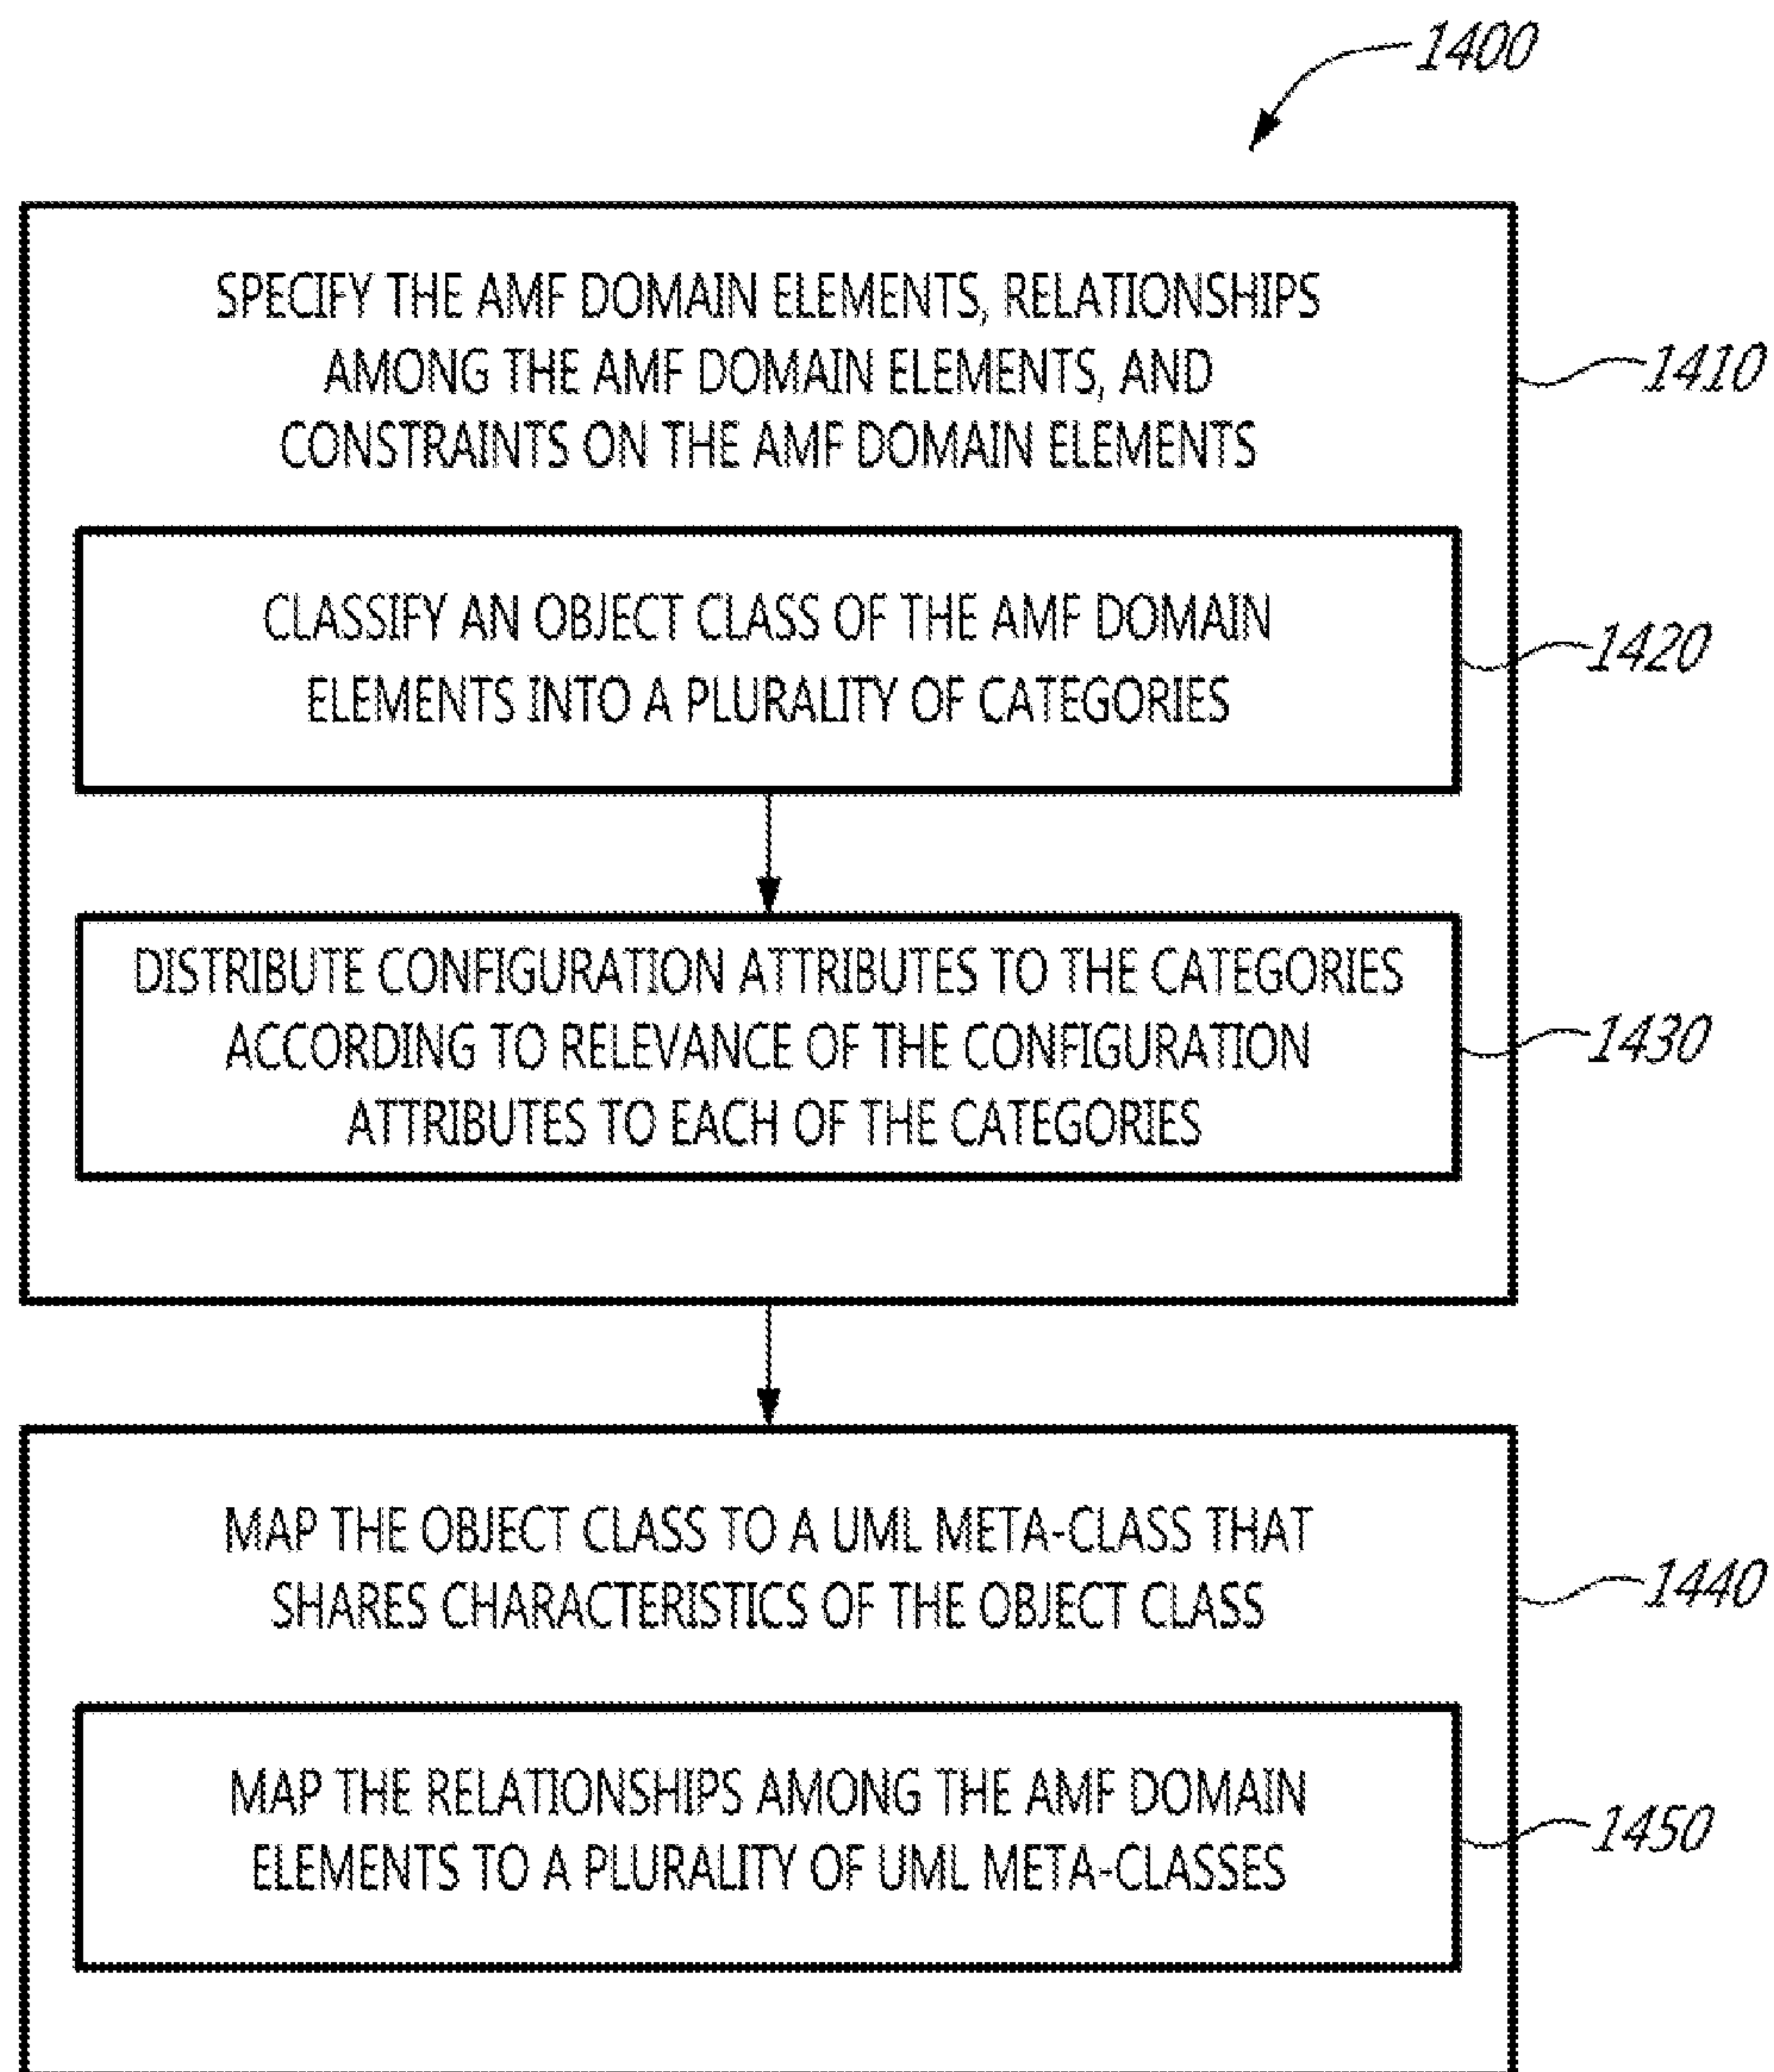 1400
SPECIFY THE AMF DOMAIN ELEMENTS, RELATIONSHIPS
AMONG THE AMF DOMAIN ELEMENTS, AND
CONSTRAINTS ON THE AMF DOMAIN ELEMENTS
1410
CLASSIFY AN OBJECT CLASS OF THE AMF DOMAIN
ELEMENTS INTO A PLURALITY OF CATEGORIES
1420
DISTRIBUTE CONFIGURATION ATTRIBUTES TO THE CATEGORIES
ACCORDING TO RELEVANCE OF THE CONFIGURATION
ATTRIBUTES TO EACH OF THE CATEGORIES
1430
MAP THE OBJECT CLASS TO A UML META-CLASS THAT
SHARES CHARACTERISTICS OF THE OBJECT CLASS
1440
MAP THE RELATIONSHIPS AMONG THE AMF DOMAIN
ELEMENTS TO A PLURALITY OF UML META-CLASSES
1450